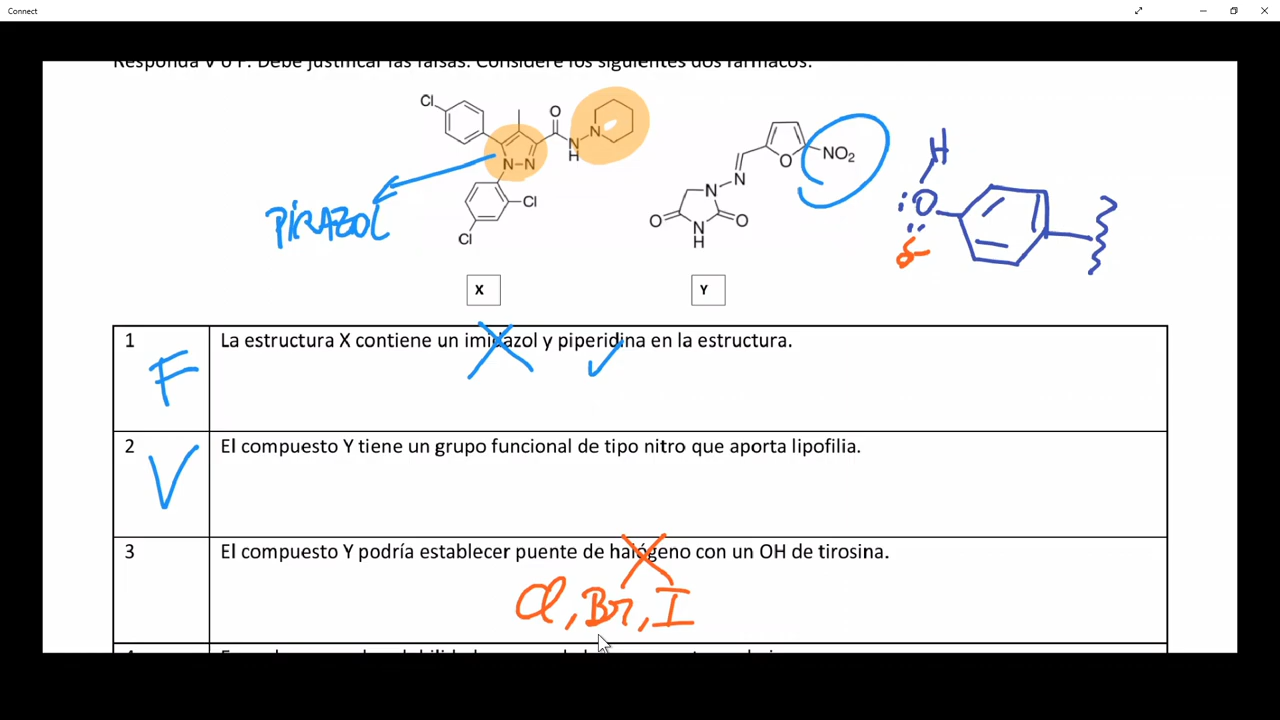 Connect
Responda V o F. Debe justificar las falsas. Considere los siguientes dos fármacos:
Cl
O
N
N
H
N
N
Cl
Cl
PIRAZOL
X
O
NO2
N
N
O
O
N
H
Y
H
O
δ-
1
F
La estructura X contiene un imidazol y piperidina en la estructura.
2
V
El compuesto Y tiene un grupo funcional de tipo nitro que aporta lipofilia.
3
El compuesto Y podría establecer puente de halógeno con un OH de tirosina.
Cl, Br, I